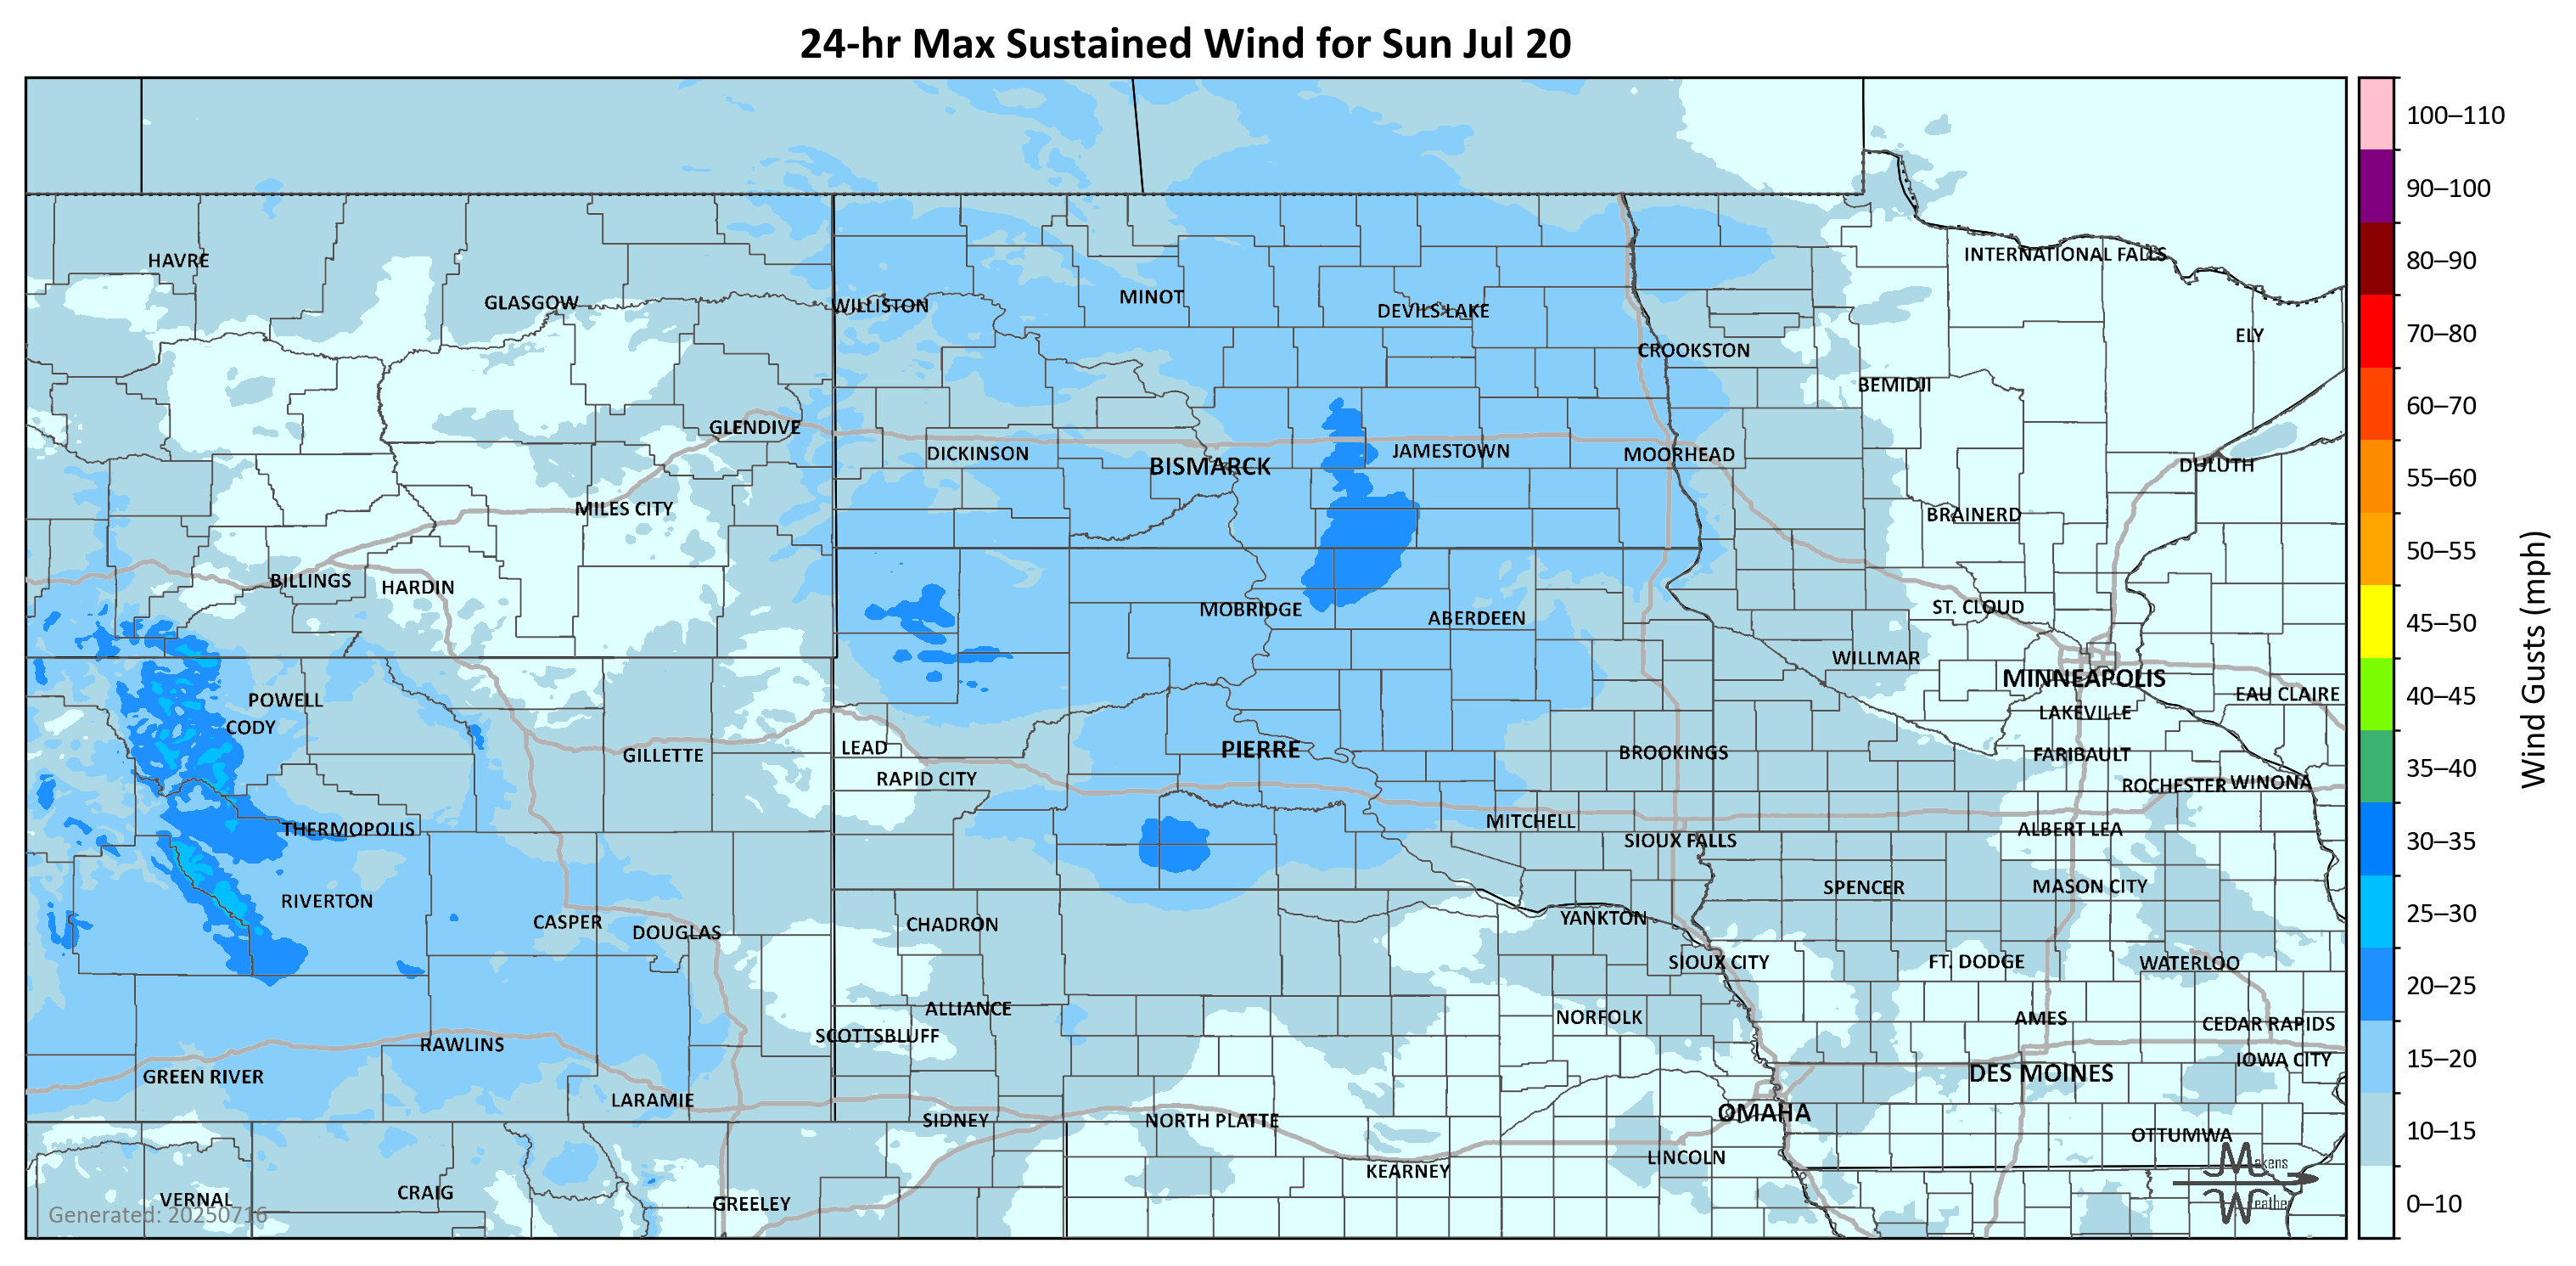 24-hr Max Sustained Wind for Sun Jul 20
100–110
90–100
80–90
70–80
60–70
55–60
50–55
45–50
40–45
35–40
30–35
25–30
20–25
15–20
10–15
0–10
Wind Gusts (mph)
HAVRE
INTERNATIONAL FALLS
GLASGOW
WILLISTON
MINOT
DEVILS LAKE
ELY
CROOKSTON
BEMIDJI
GLENDIVE
DICKINSON
BISMARCK
JAMESTOWN
MOORHEAD
DULUTH
MILES CITY
BRAINERD
BILLINGS
HARDIN
MOBRIDGE
ABERDEEN
ST. CLOUD
WILLMAR
MINNEAPOLIS
EAU CLAIRE
POWELL
CODY
LAKEVILLE
GILLETTE
LEAD
PIERRE
BROOKINGS
FARIBAULT
RAPID CITY
ROCHESTER
WINONA
THERMOPOLIS
MITCHELL
ALBERT LEA
SIOUX FALLS
RIVERTON
SPENCER
MASON CITY
CASPER
DOUGLAS
CHADRON
YANKTON
SIOUX CITY
FT. DODGE
WATERLOO
ALLIANCE
NORFOLK
AMES
CEDAR RAPIDS
SCOTTSBLUFF
RAWLINS
IOWA CITY
GREEN RIVER
DES MOINES
LARAMIE
OMAHA
SIDNEY
NORTH PLATTE
OTTUMWA
LINCOLN
KEARNEY
VERNAL
CRAIG
GREELEY
Generated: 20250716
Makens
Weather